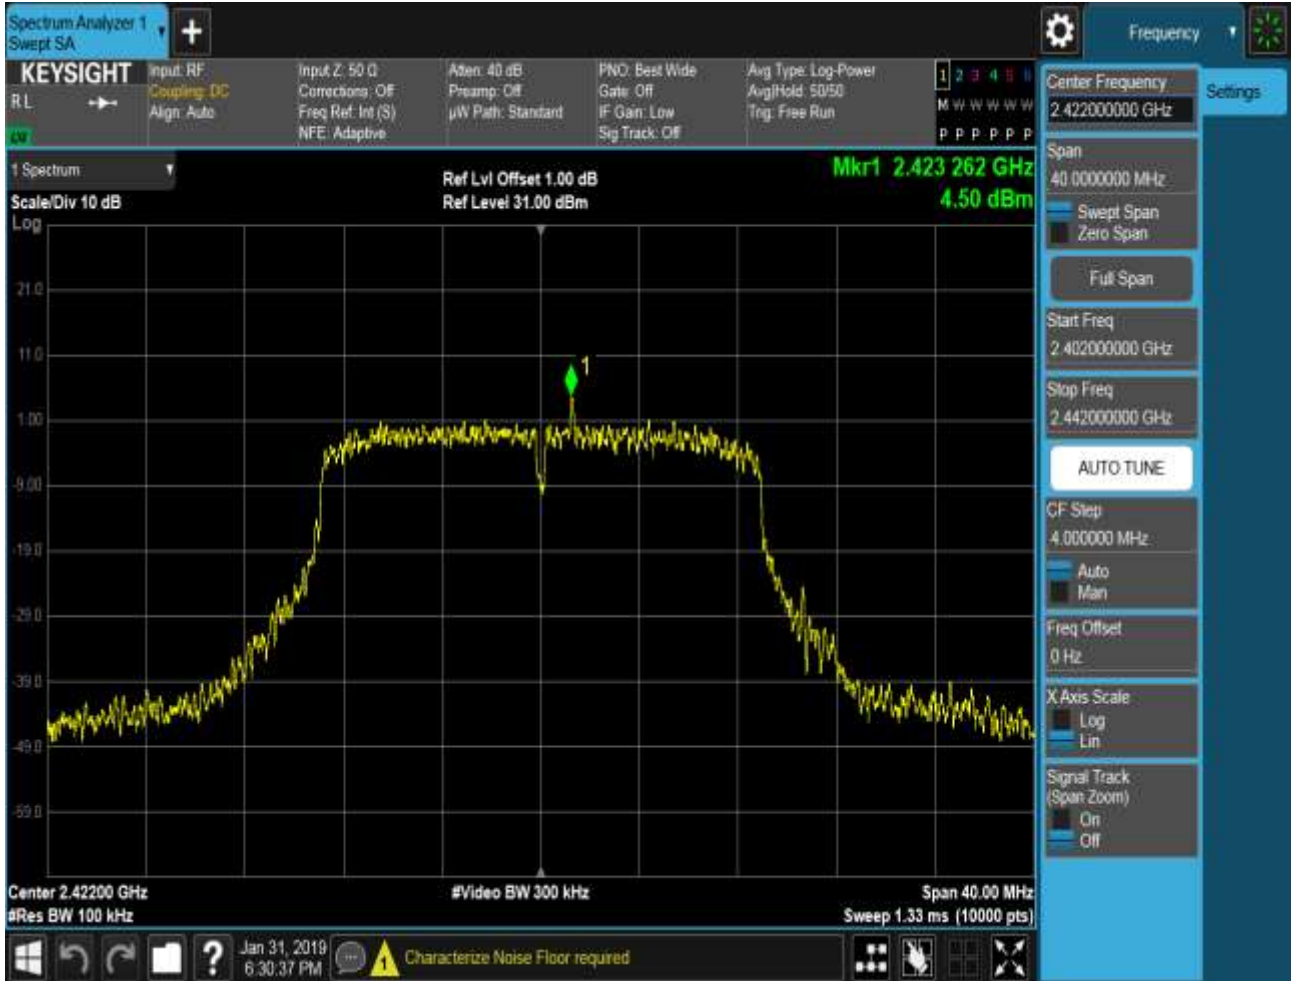 Spectrum Analyzer 1
Swept SA
+
Frequency
KEYSIGHT
Input: RF
Coupling: DC
Align: Auto
Input Z: 50 Ω
Corrections: Off
Freq Ref: Int (S)
NFE: Adaptive
Atten: 40 dB
Preamp: Off
µW Path: Standard
PNO: Best Wide
Gate: Off
IF Gain: Low
Sig Track: Off
Avg Type: Log-Power
Avg|Hold: 50/50
Trig: Free Run
1 2 3 4 5 6
M W W W W W
P P P P P P
R L
1 Spectrum
Scale/Div 10 dB
Ref Lvl Offset 1.00 dB
Ref Level 31.00 dBm
Mkr1 2.423 262 GHz
4.50 dBm
Log
21.0
11.0
1.00
-9.00
-19.0
-29.0
-39.0
-49.0
-59.0
1
Center 2.42200 GHz
#Res BW 100 kHz
#Video BW 300 kHz
Span 40.00 MHz
Sweep 1.33 ms (10000 pts)
Center Frequency
2.422000000 GHz
Settings
Span
40.0000000 MHz
Swept Span
Zero Span
Full Span
Start Freq
2.402000000 GHz
Stop Freq
2.442000000 GHz
AUTO TUNE
CF Step
4.000000 MHz
Auto
Man
Freq Offset
0 Hz
X Axis Scale
Log
Lin
Signal Track
(Span Zoom)
On
Off
?
Jan 31, 2019
6:30:37 PM
1
Characterize Noise Floor required